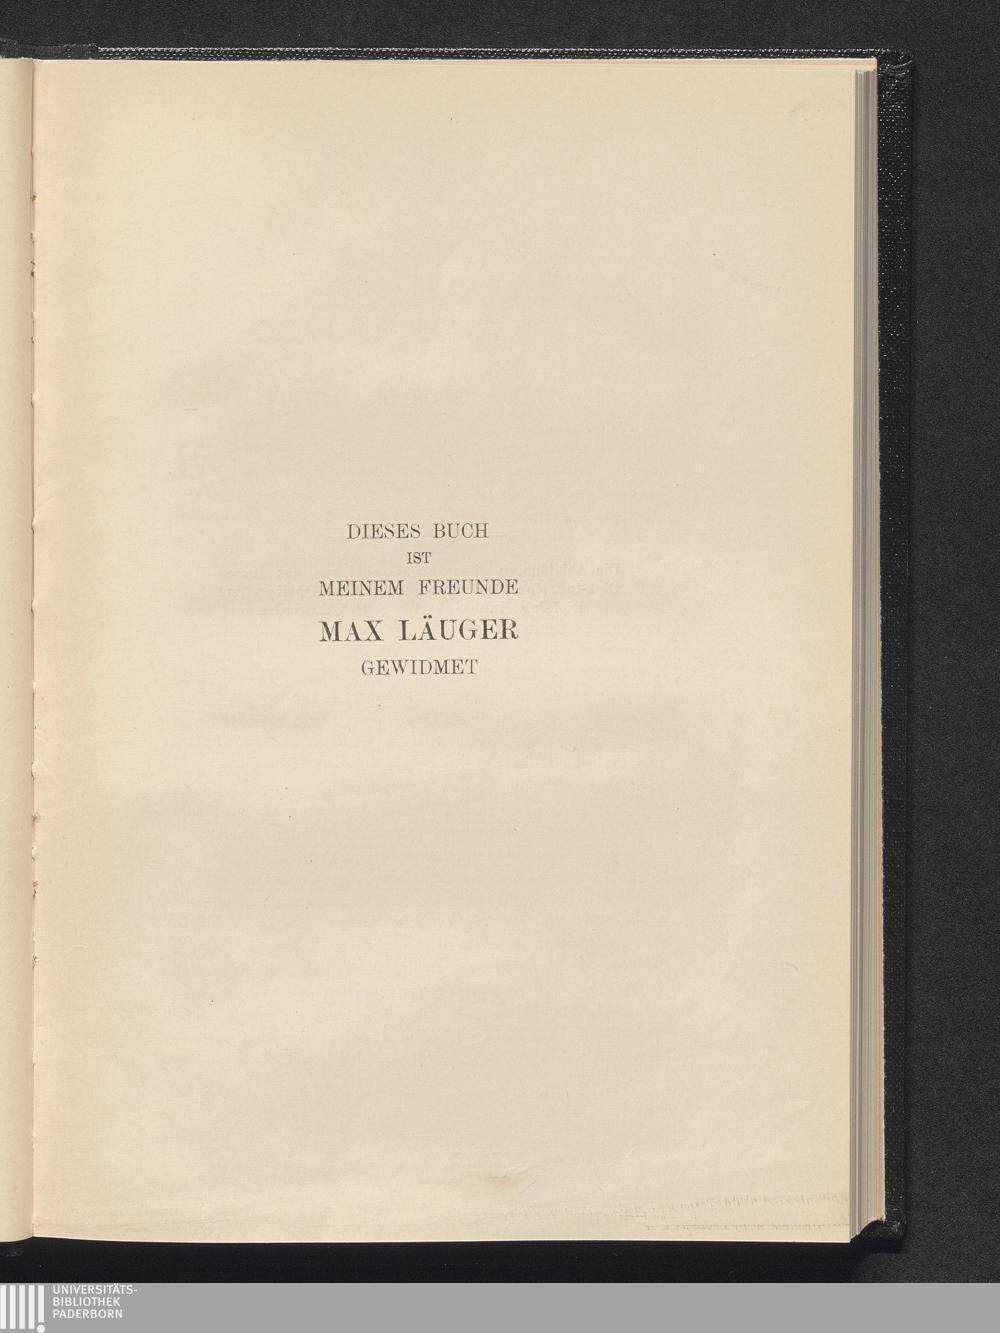 DIESES BUCH
IST
MEINEM FREUNDE
MAX LÄUGER
GEWIDMET
UNIVERSITÄTS-
BIBLIOTHEK
PADERBORN